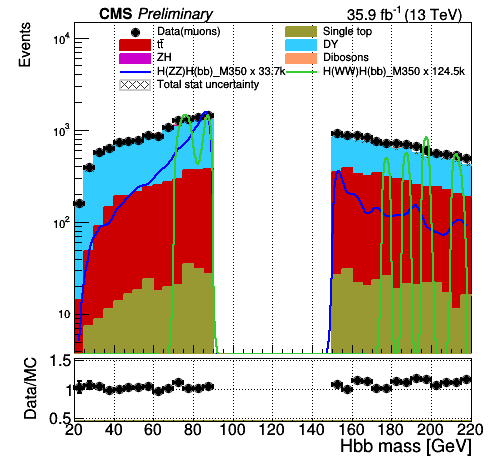 CMS Preliminary 35.9 fb⁻¹ (13 TeV)
Data(muons) Single top
tt̄ DY
ZH Dibosons
H(ZZ)H(bb)_M350 x 33.7k H(WW)H(bb)_M350 x 124.5k
Total stat uncertainty
Events
10⁴
10³
10²
10
Data/MC
1.5
1
0.5
20 40 60 80 100 120 140 160 180 200 220
Hbb mass [GeV]